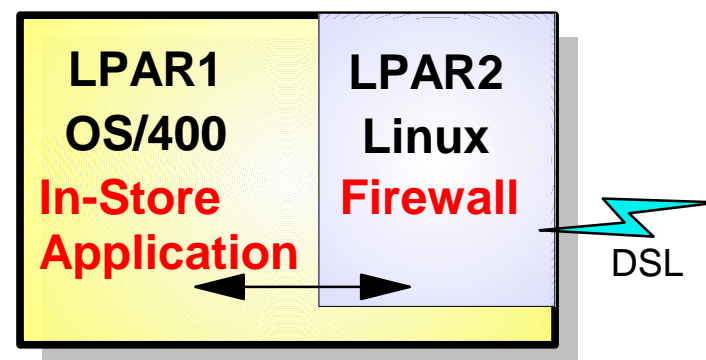 LPAR1
OS/400
In-Store
Application
LPAR2
Linux
Firewall
DSL